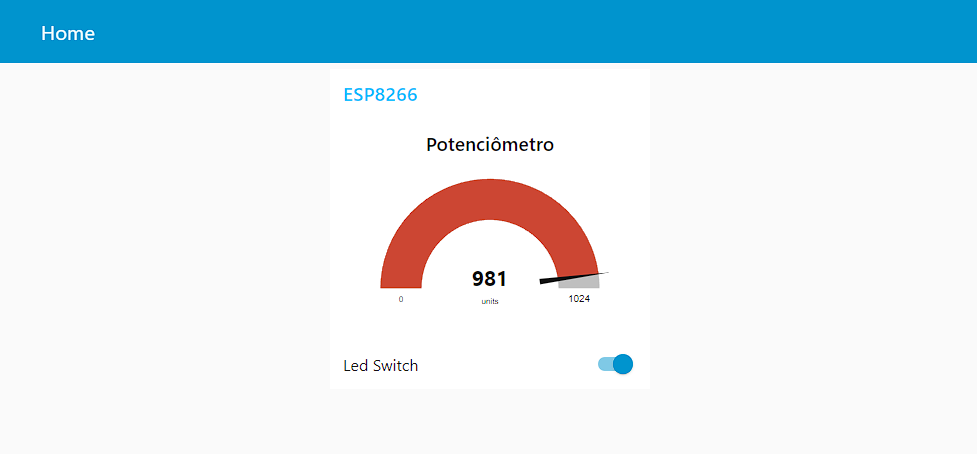 Home
ESP8266
Potenciômetro
981
0
units
1024
Led Switch